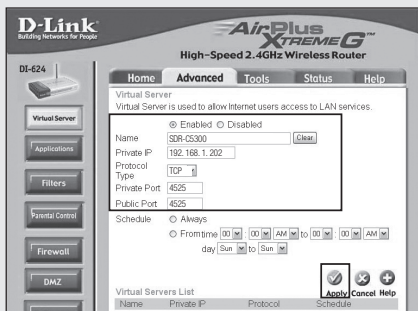 D-Link
Building Networks for People
AirPlus
XTREME G™
High-Speed 2.4GHz Wireless Router
DI-624
Home Advanced Tools Status Help
Virtual Server
Virtual Server is used to allow Internet users access to LAN services.
Virtual Server
Enabled Disabled
Name SDR-C5300 Clear
Private IP 192.168.1.202
Applications
Protocol Type TCP
Filters
Private Port 4525
Public Port 4525
Parental Control
Schedule Always
From time 00 : 00 AM to 00 : 00 AM
day Sun to Sun
Firewall
DMZ
Apply Cancel Help
Virtual Servers List
Name Private IP Protocol Schedule